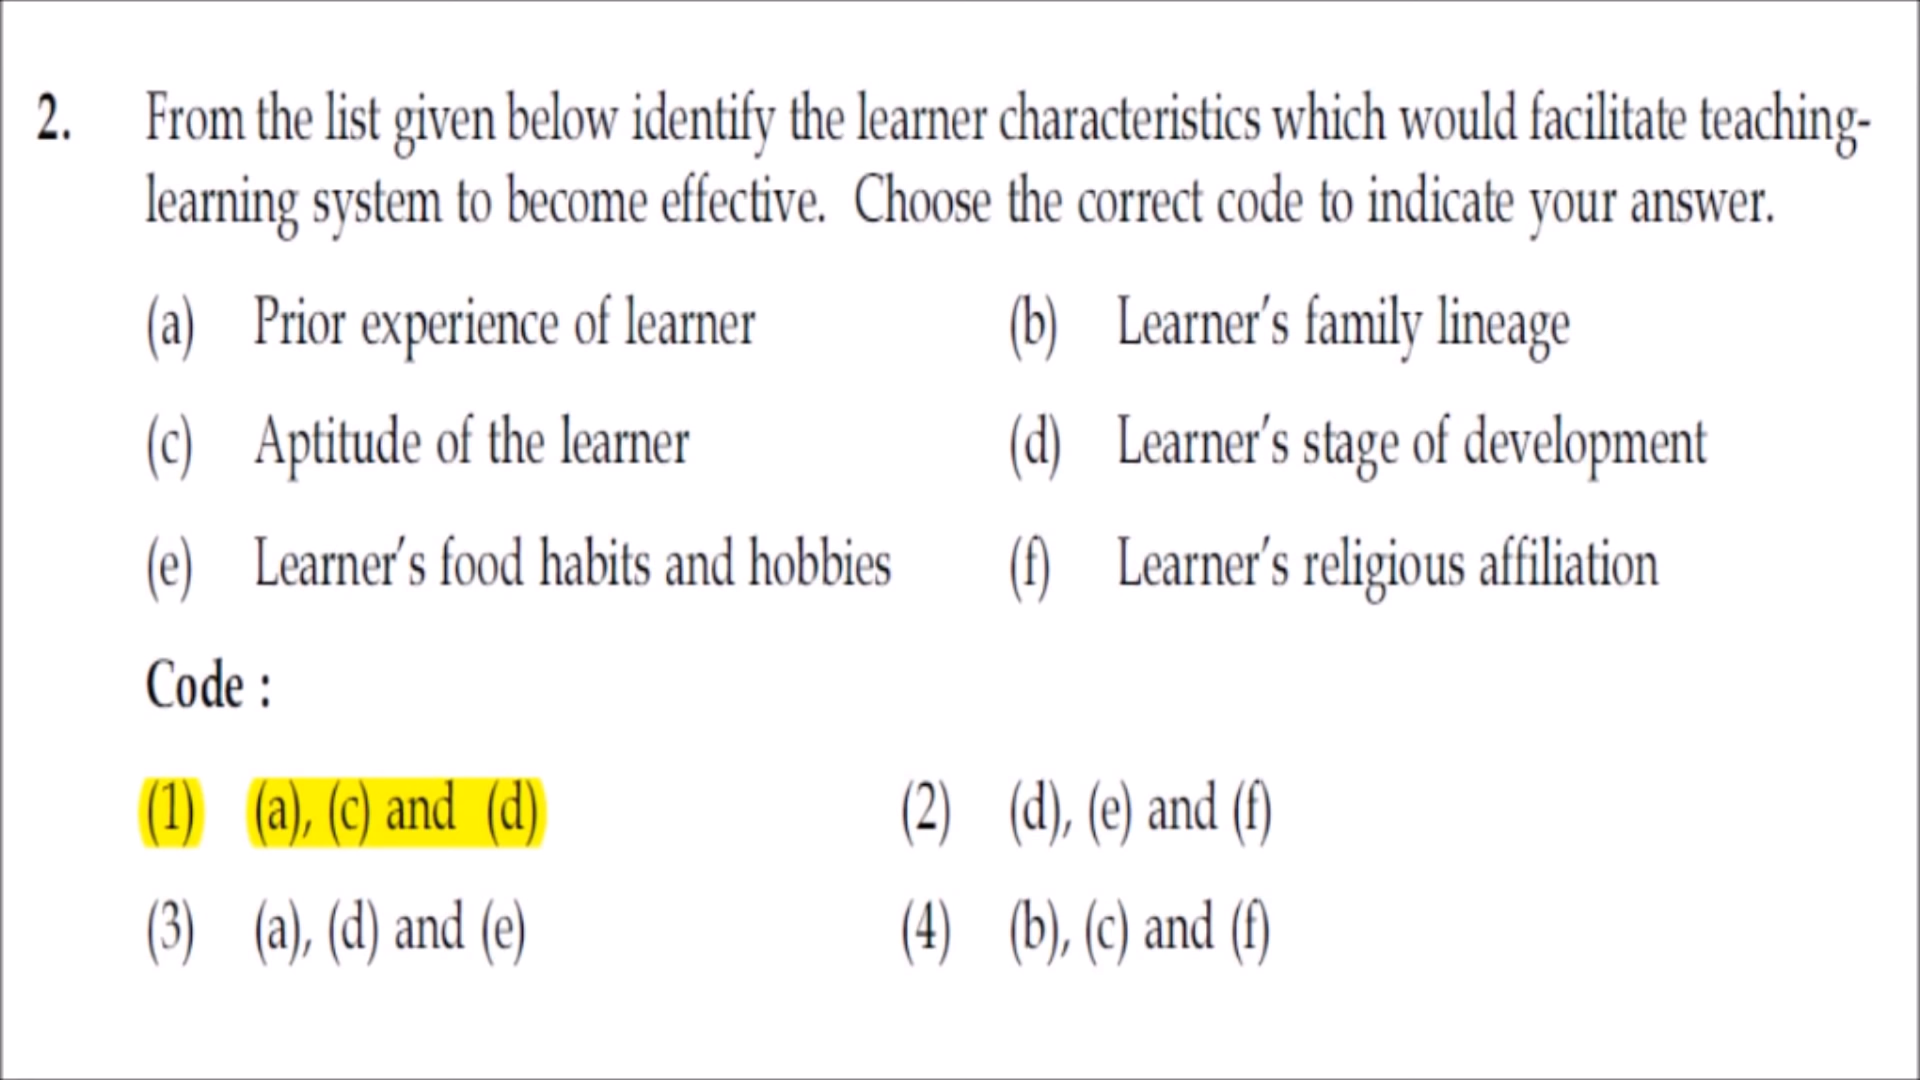 2. From the list given below identify the learner characteristics which would facilitate teaching-
learning system to become effective. Choose the correct code to indicate your answer.
(a) Prior experience of learner (b) Learner's family lineage
(c) Aptitude of the learner (d) Learner's stage of development
(e) Learner's food habits and hobbies (f) Learner's religious affiliation
Code :
(1) (a), (c) and (d) (2) (d), (e) and (f)
(3) (a), (d) and (e) (4) (b), (c) and (f)